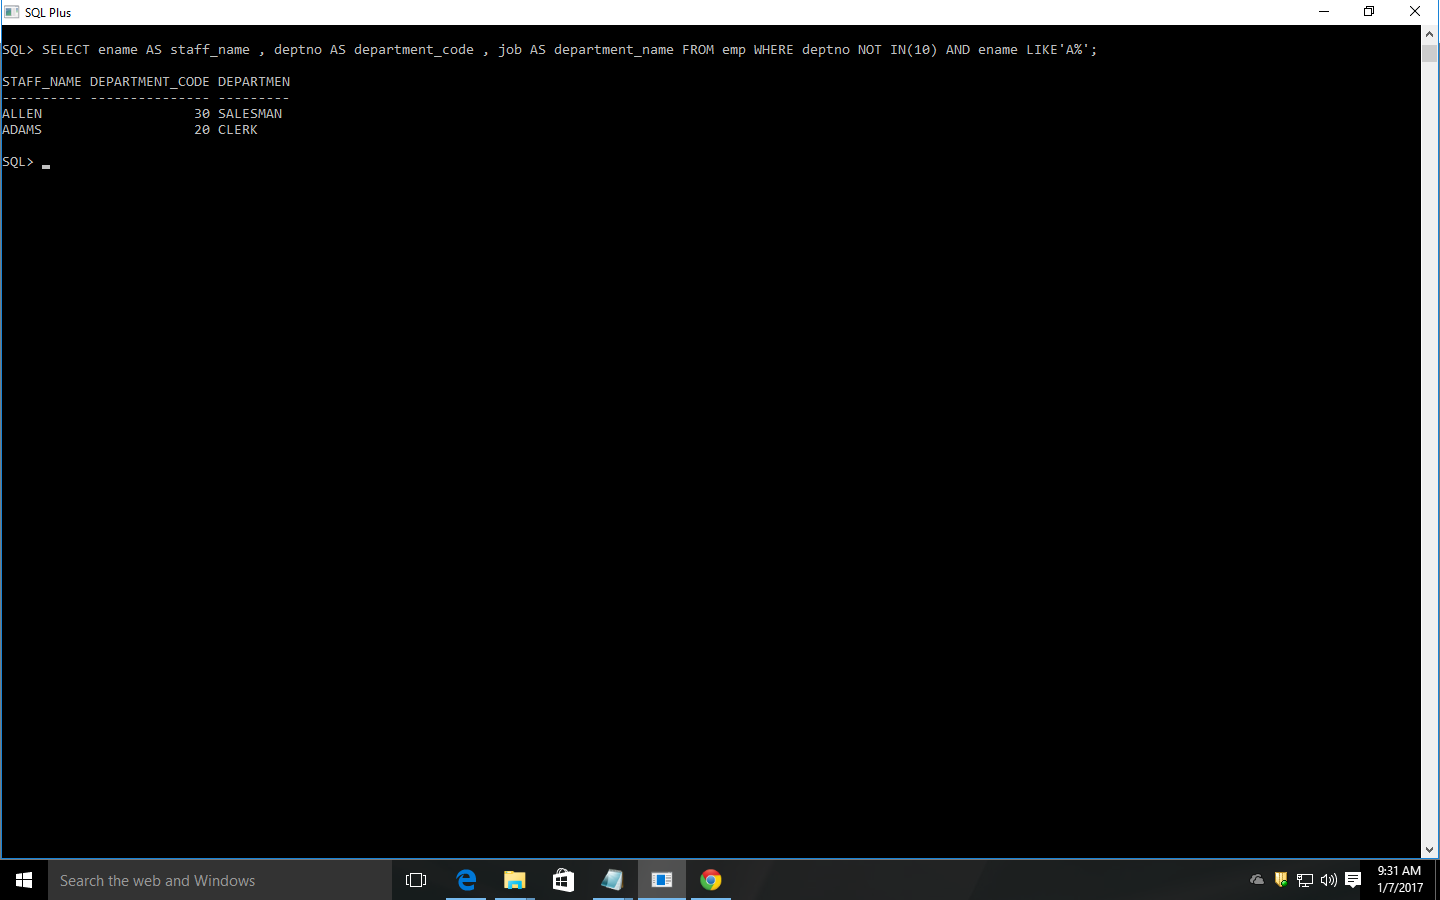 SQL Plus
SQL> SELECT ename AS staff_name , deptno AS department_code , job AS department_name FROM emp WHERE deptno NOT IN(10) AND ename LIKE'A%';
STAFF_NAME DEPARTMENT_CODE DEPARTMEN
---------- --------------- ---------
ALLEN                   30 SALESMAN
ADAMS                   20 CLERK
SQL>
Search the web and Windows
9:31 AM
1/7/2017